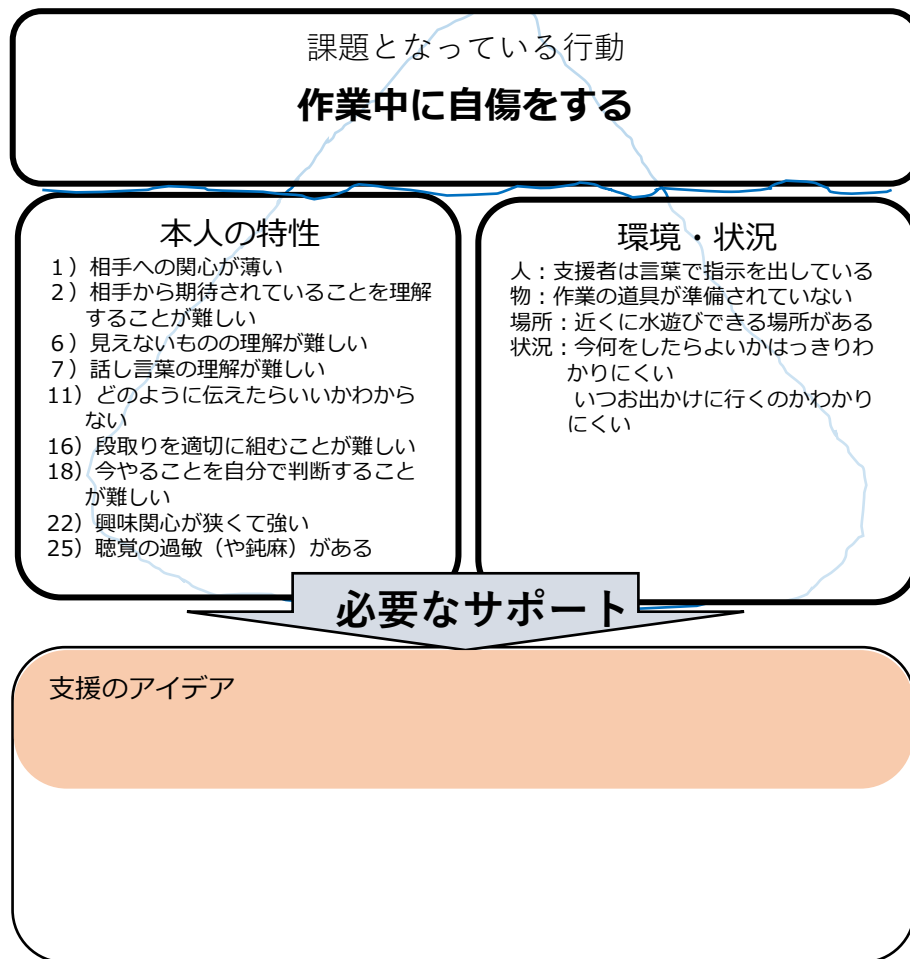 課題となっている行動
作業中に自傷をする
本人の特性
1）相手への関心が薄い
2）相手から期待されていることを理解
することが難しい
6）見えないものの理解が難しい
7）話し言葉の理解が難しい
11）どのように伝えたらいいかわから
ない
16）段取りを適切に組むことが難しい
18）今やることを自分で判断すること
が難しい
22）興味関心が狭くて強い
25）聴覚の過敏（や鈍麻）がある
環境・状況
人：支援者は言葉で指示を出している
物：作業の道具が準備されていない
場所：近くに水遊びできる場所がある
状況：今何をしたらよいかはっきりわ
かりにくい
いつお出かけに行くのかわかり
にくい
必要なサポート
支援のアイデア